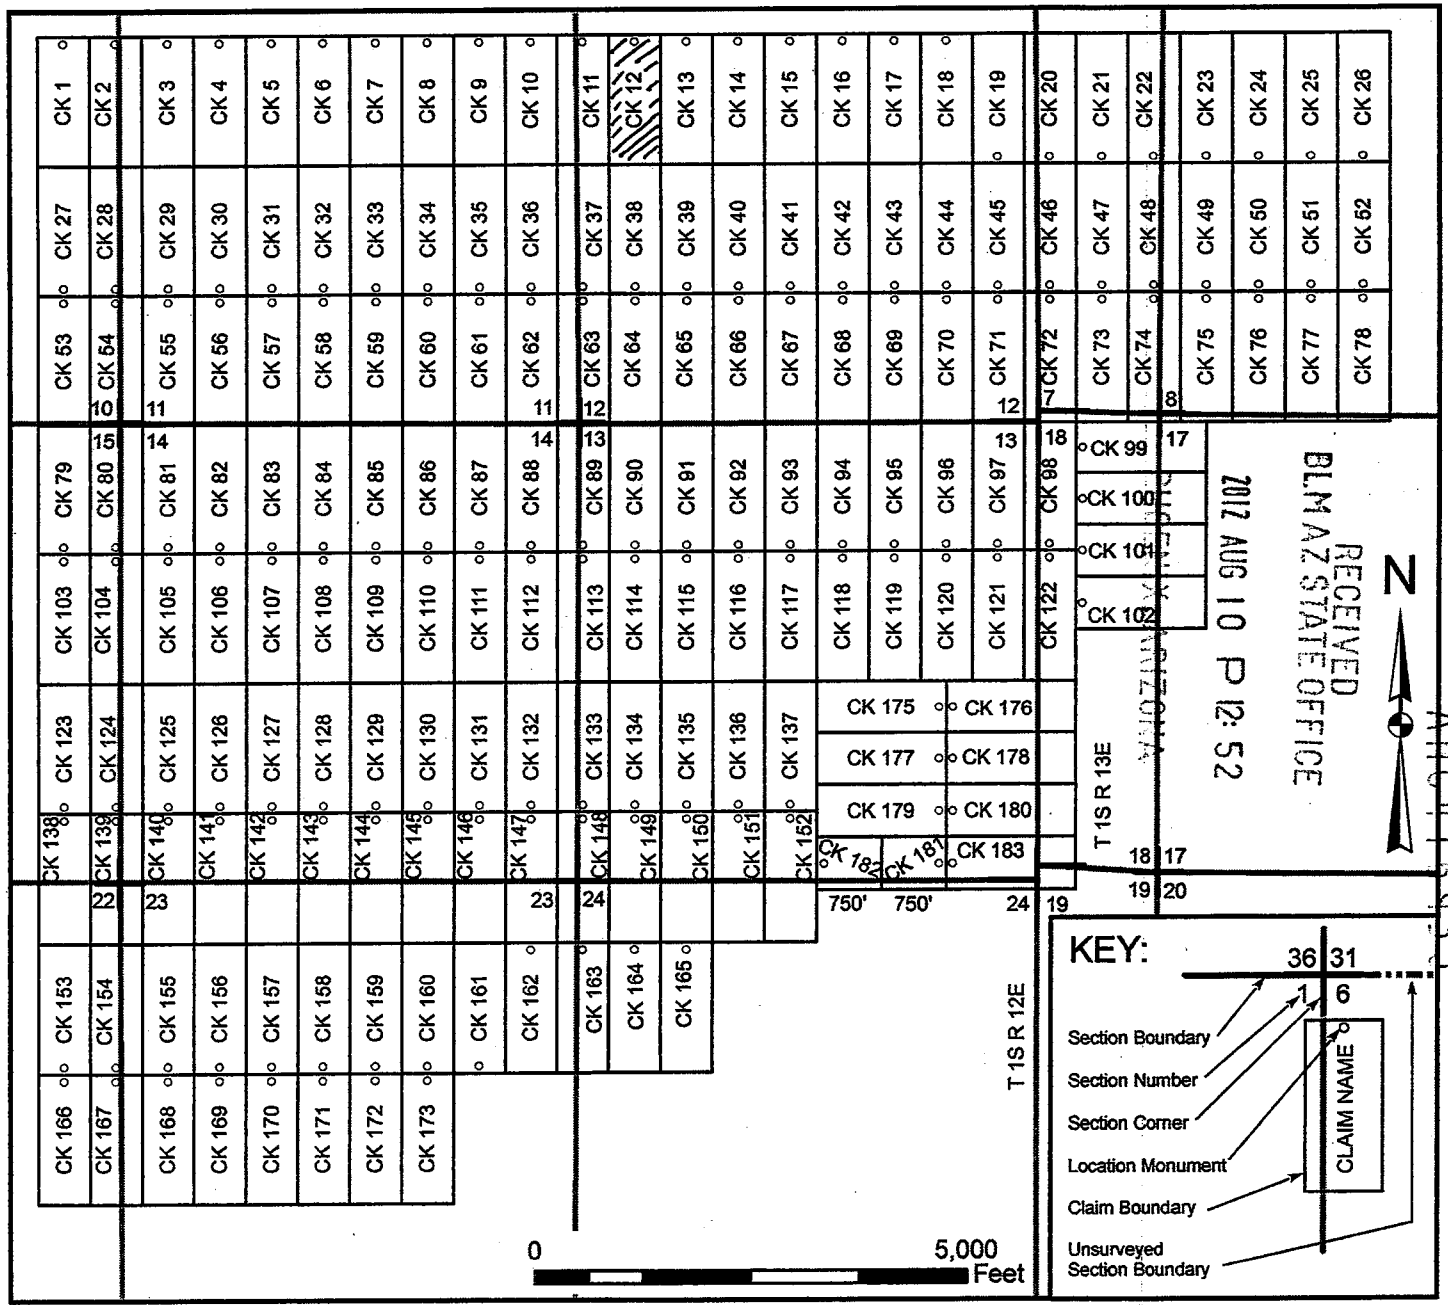 CK 1 CK 2 CK 3 CK 4 CK 5 CK 6 CK 7 CK 8 CK 9 CK 10 CK 11 CK 12 CK 13 CK 14 CK 15 CK 16 CK 17 CK 18 CK 19 CK 20 CK 21 CK 22 CK 23 CK 24 CK 25 CK 26
CK 27 CK 28 CK 29 CK 30 CK 31 CK 32 CK 33 CK 34 CK 35 CK 36 CK 37 CK 38 CK 39 CK 40 CK 41 CK 42 CK 43 CK 44 CK 45 CK 46 CK 47 CK 48 CK 49 CK 50 CK 51 CK 52
CK 53 CK 54 CK 55 CK 56 CK 57 CK 58 CK 59 CK 60 CK 61 CK 62 CK 63 CK 64 CK 65 CK 66 CK 67 CK 68 CK 69 CK 70 CK 71 CK 72 CK 73 CK 74 CK 75 CK 76 CK 77 CK 78
10 11 11 12 12 7 8
15 14 14 13 13 18 17
CK 79 CK 80 CK 81 CK 82 CK 83 CK 84 CK 85 CK 86 CK 87 CK 88 CK 89 CK 90 CK 91 CK 92 CK 93 CK 94 CK 95 CK 96 CK 97 CK 98
CK 99
CK 100
CK 101
CK 102
CK 103 CK 104 CK 105 CK 106 CK 107 CK 108 CK 109 CK 110 CK 111 CK 112 CK 113 CK 114 CK 115 CK 116 CK 117 CK 118 CK 119 CK 120 CK 121 CK 122
RECEIVED
BLM AZ STATE OFFICE
2012 AUG 10 P 12: 52
ARIZONA
N
CK 123 CK 124 CK 125 CK 126 CK 127 CK 128 CK 129 CK 130 CK 131 CK 132 CK 133 CK 134 CK 135 CK 136 CK 137
CK 175 CK 176
CK 177 CK 178
CK 179 CK 180
T 1S R 13E
CK 138 CK 139 CK 140 CK 141 CK 142 CK 143 CK 144 CK 145 CK 146 CK 147 CK 148 CK 149 CK 150 CK 151 CK 152
CK 182 CK 181 CK 183
18 17
19 20
22 23 23 24 750' 750' 24 19
CK 153 CK 154 CK 155 CK 156 CK 157 CK 158 CK 159 CK 160 CK 161 CK 162 CK 163 CK 164 CK 165
T 1S R 12E
CK 166 CK 167 CK 168 CK 169 CK 170 CK 171 CK 172 CK 173
0 5,000
Feet
KEY:
36 31
1 6
Section Boundary
Section Number
Section Corner
Location Monument
Claim Boundary
Unsurveyed
Section Boundary
CLAIM NAME